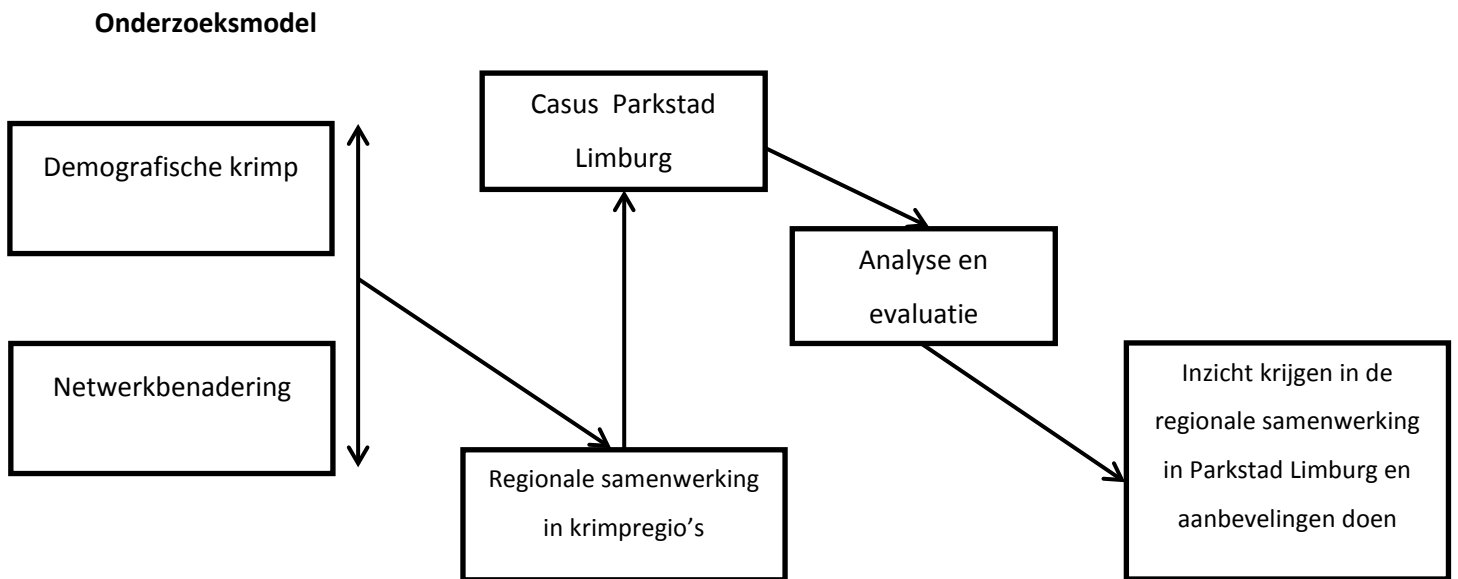 Onderzoeksmodel
Demografische krimp
Netwerkbenadering
Regionale samenwerking
in krimpregio’s
Casus Parkstad
Limburg
Analyse en
evaluatie
Inzicht krijgen in de
regionale samenwerking
in Parkstad Limburg en
aanbevelingen doen